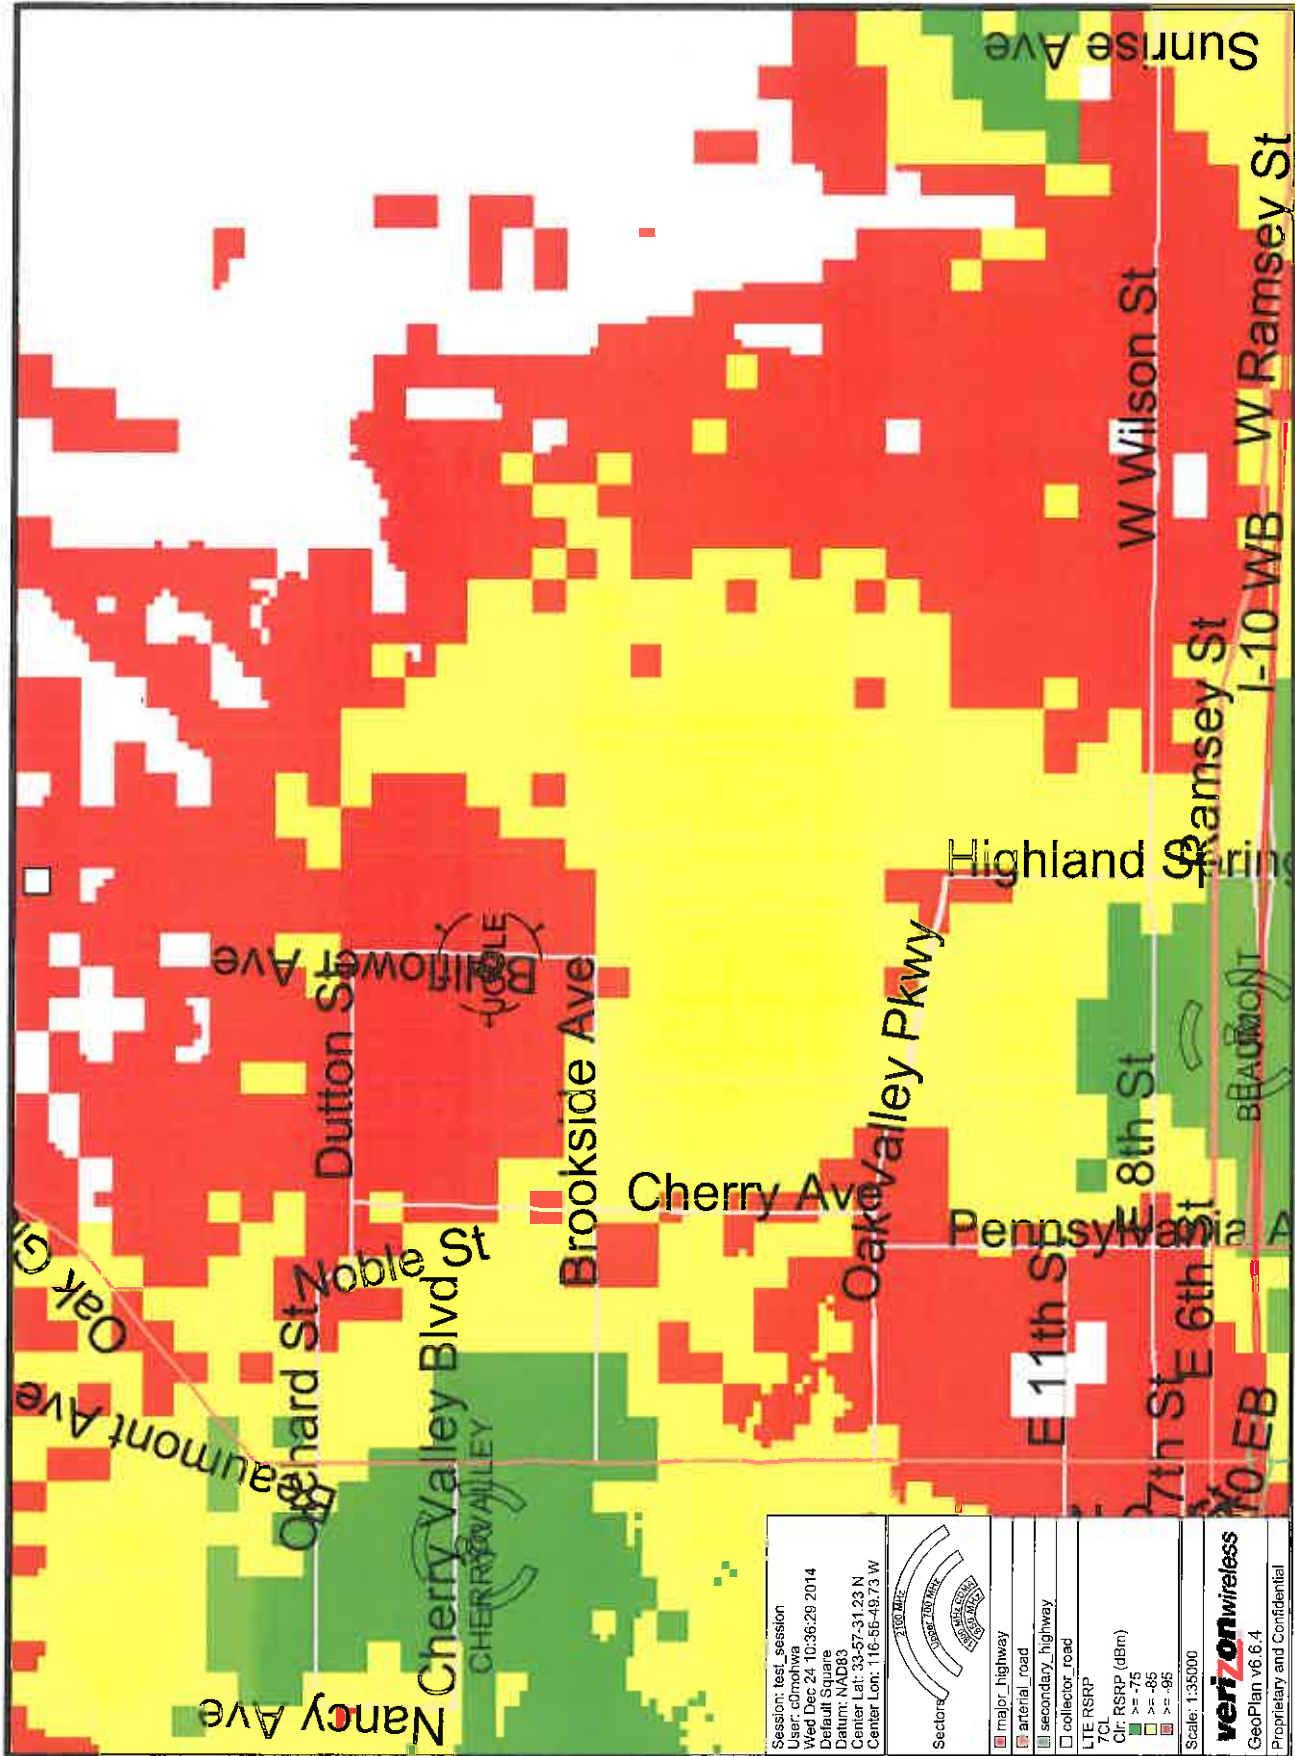 Sunrise Ave
W Ramsey St
W Wilson St
I-10 WB
Ramsey St
Highland Spring
Bellflower Ave
UCOLE
Dutton St
Brookside Ave
Oak Valley Pkwy
BEAUMONT
E 8th St
Cherry Ave
Pennsylvania A
Noble St
Oak G
Cherry Valley Blvd
Orchard St
E 11th St
E 6th St
7th St
10 EB
Beaumont Ave
CHERRY VALLEY
Nancy Ave
Session: test_session
User: c0mohwa
Wed Dec 24 10:36:29 2014
Default Square
Datum: NAD83
Center Lat: 33-57-31.23 N
Center Lon: 116-56-49.73 W
Sectors
2100 MHz
Upper 700 MHz
major_highway
arterial_road
secondary_highway
collector_road
LTE RSRP
7CL
Clr: RSRP (dBm)
>= -75
>= -85
>= -95
Scale: 1:35000
verizonwireless
GeoPlan v6.6.4
Proprietary and Confidential